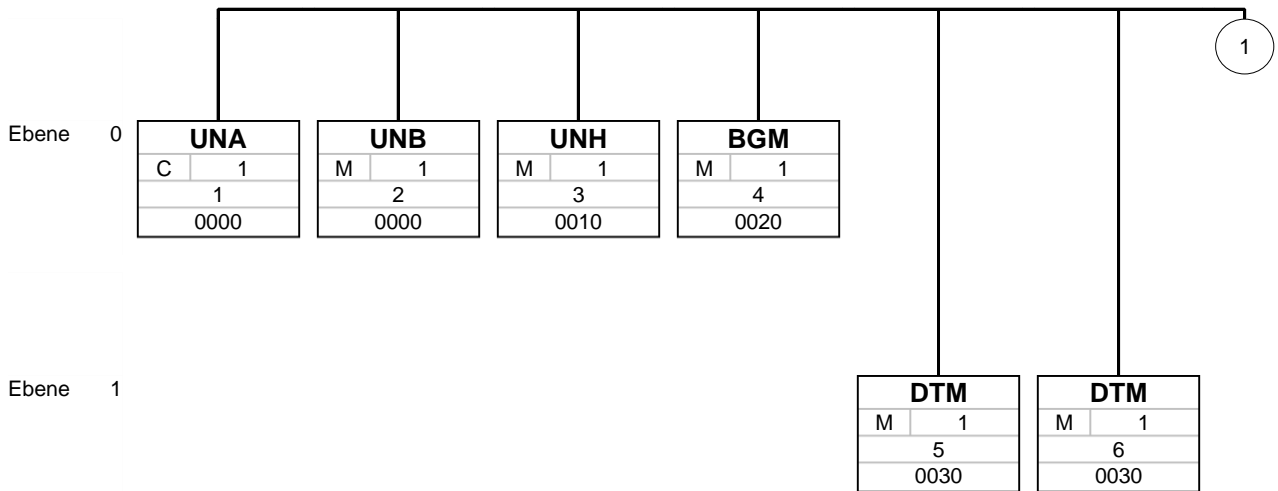 1
Ebene 0
UNA UNB UNH BGM
C 1 M 1 M 1 M 1
1 2 3 4
0000 0000 0010 0020
Ebene 1
DTM DTM
M 1 M 1
5 6
0030 0030